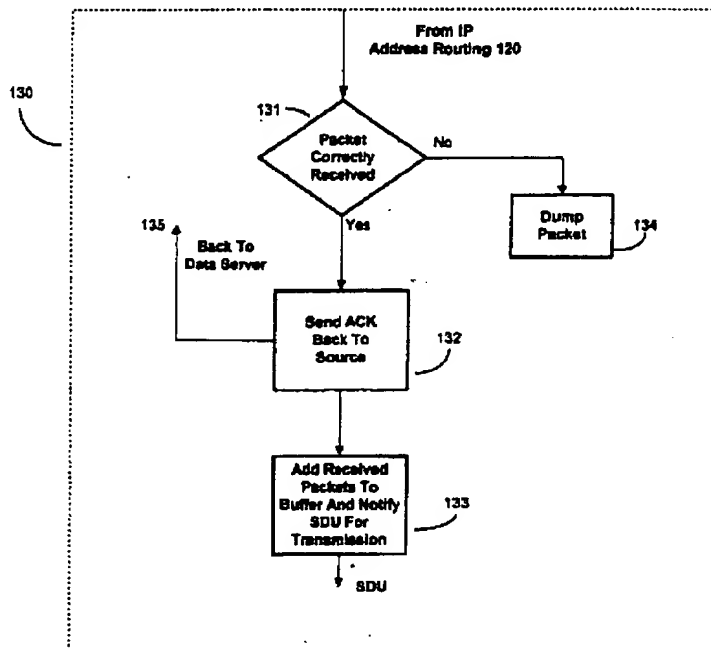 From IP
Address Routing 120
130
131
Packet
Correctly
Received
No
Yes
Dump
Packet
134
135
Back To
Data Server
Send ACK
Back To
Source
132
Add Received
Packets To
Buffer And Notify
SDU For
Transmission
133
SDU